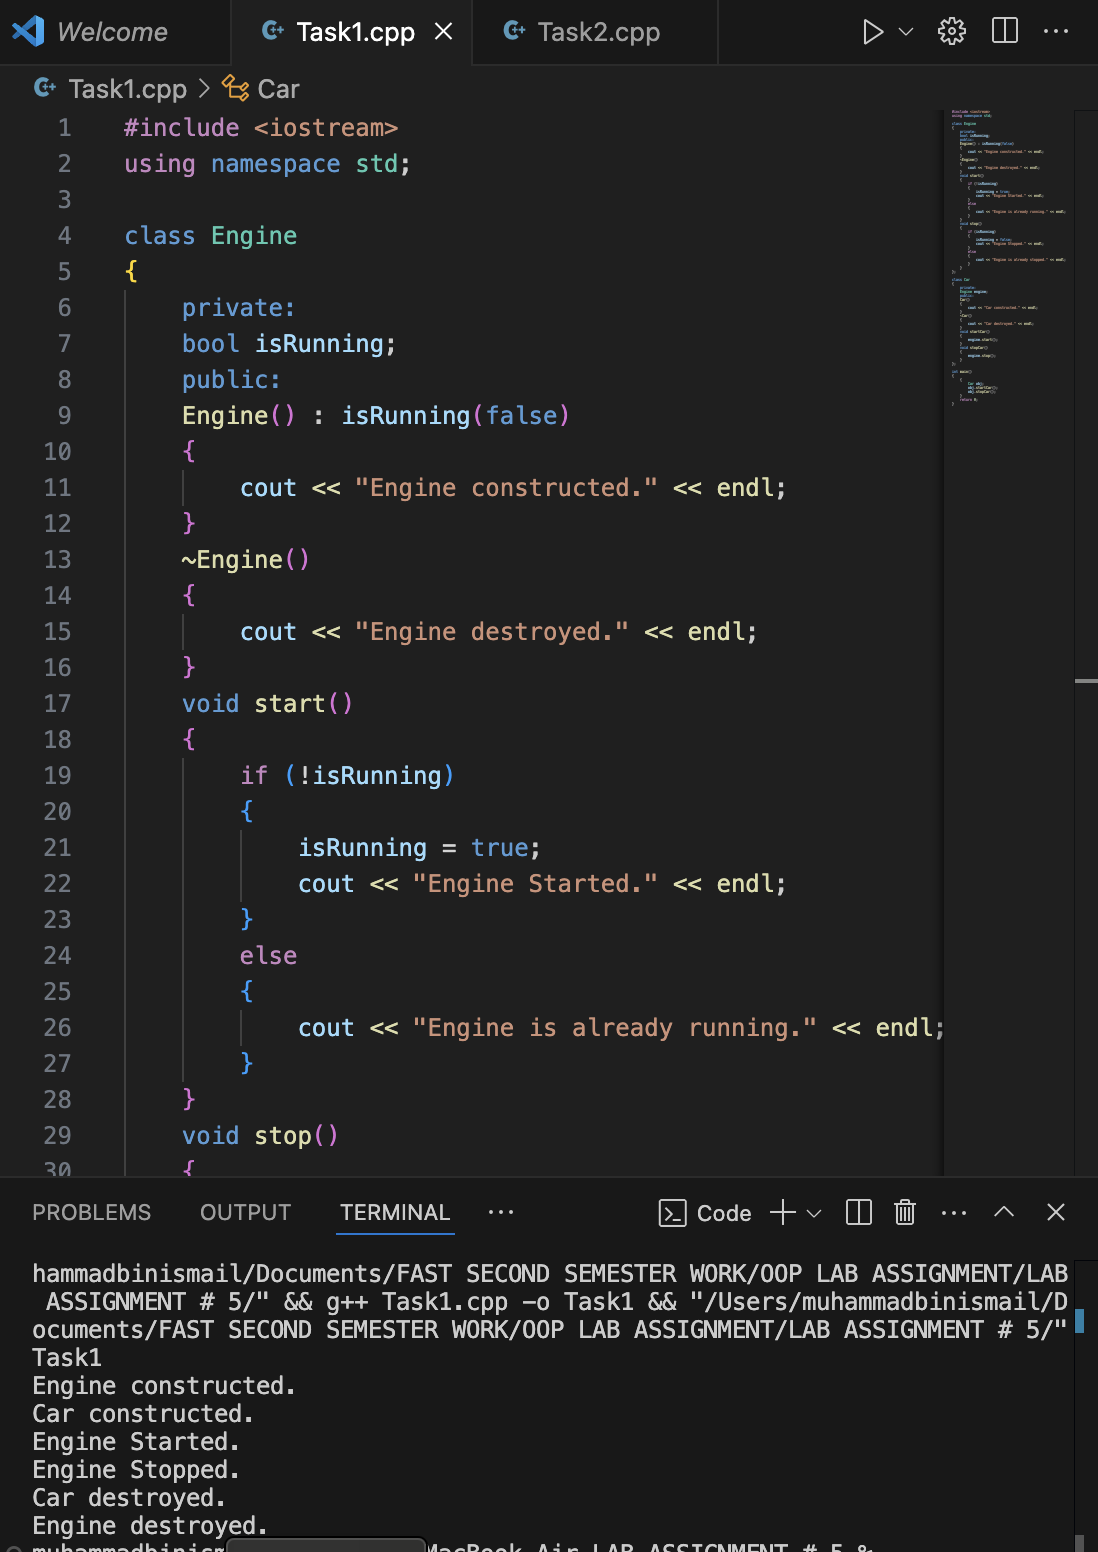 Welcome
Task1.cpp
Task2.cpp
Task1.cpp > Car
1 #include <iostream>
2 using namespace std;
3
4 class Engine
5 {
6 private:
7 bool isRunning;
8 public:
9 Engine() : isRunning(false)
10 {
11 cout << "Engine constructed." << endl;
12 }
13 ~Engine()
14 {
15 cout << "Engine destroyed." << endl;
16 }
17 void start()
18 {
19 if (!isRunning)
20 {
21 isRunning = true;
22 cout << "Engine Started." << endl;
23 }
24 else
25 {
26 cout << "Engine is already running." << endl;
27 }
28 }
29 void stop()
30 {
PROBLEMS OUTPUT TERMINAL ··· Code
hammadbinismail/Documents/FAST SECOND SEMESTER WORK/OOP LAB ASSIGNMENT/LAB
ASSIGNMENT # 5/" && g++ Task1.cpp -o Task1 && "/Users/muhammadbinismail/D
ocuments/FAST SECOND SEMESTER WORK/OOP LAB ASSIGNMENT/LAB ASSIGNMENT # 5/"
Task1
Engine constructed.
Car constructed.
Engine Started.
Engine Stopped.
Car destroyed.
Engine destroyed.
MacBook-Air LAB ASSIGNMENT # 5 %